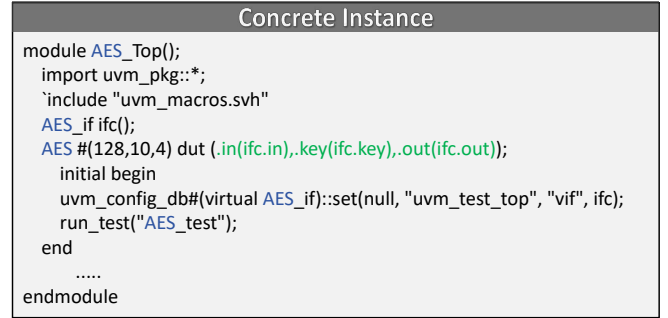 Concrete Instance
module AES_Top();
import uvm_pkg::*;
`include "uvm_macros.svh"
AES_if ifc();
AES #(128,10,4) dut (.in(ifc.in),.key(ifc.key),.out(ifc.out));
initial begin
uvm_config_db#(virtual AES_if)::set(null, "uvm_test_top", "vif", ifc);
run_test("AES_test");
end
.....
endmodule